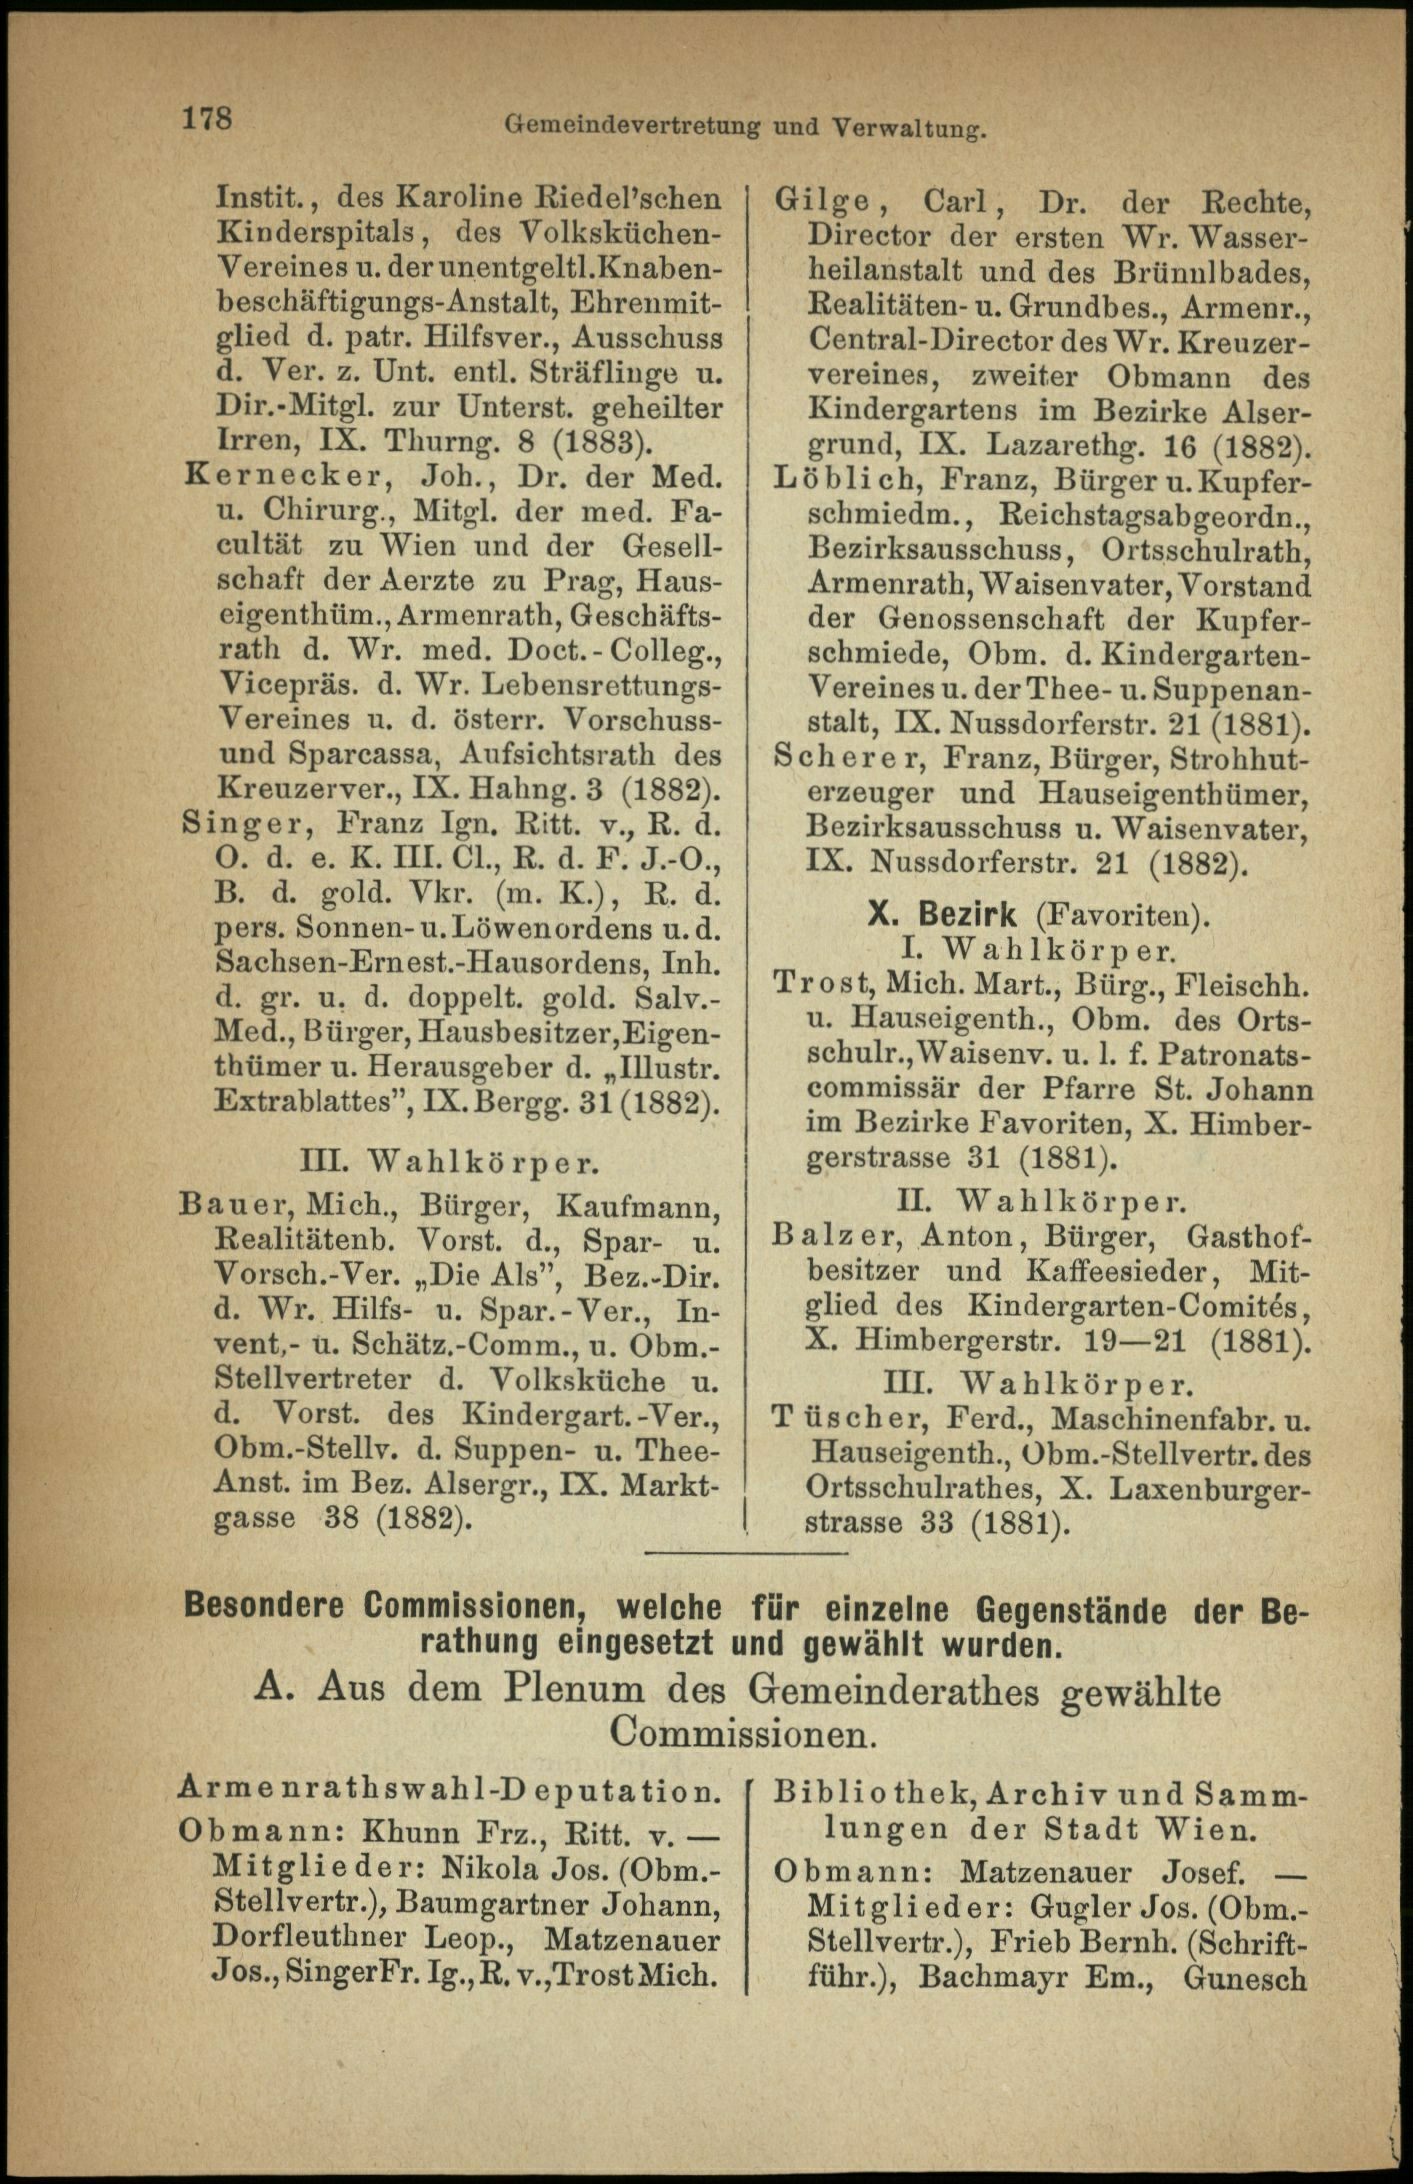 178
Gemeindevertretung und Verwaltung.
Instit., des Karoline Riedel'schen
Kinderspitals, des Volksküchen-
Vereines u. der unentgeltl. Knaben-
beschäftigungs-Anstalt, Ehrenmit-
glied d. patr. Hilfsver., Ausschuss
d. Ver. z. Unt. entl. Sträflinge u.
Dir.-Mitgl. zur Unterst. geheilter
Irren, IX. Thurng. 8 (1883).
Kernecker, Joh., Dr. der Med.
u. Chirurg., Mitgl. der med. Fa-
cultät zu Wien und der Gesell-
schaft der Aerzte zu Prag, Haus-
eigenthüm., Armenrath, Geschäfts-
rath d. Wr. med. Doct.-Colleg.,
Vicepräs. d. Wr. Lebensrettungs-
Vereines u. d. österr. Vorschuss-
und Sparcassa, Aufsichtsrath des
Kreuzerver., IX. Hahng. 3 (1882).
Singer, Franz Ign. Ritt. v., R. d.
O. d. e. K. III. Cl., R. d. F. J.-O.,
B. d. gold. Vkr. (m. K.), R. d.
pers. Sonnen- u. Löwenordens u. d.
Sachsen-Ernest.-Hausordens, Inh.
d. gr. u. d. doppelt. gold. Salv.-
Med., Bürger, Hausbesitzer, Eigen-
thümer u. Herausgeber d. „Illustr.
Extrablattes”, IX. Bergg. 31 (1882).
III. Wahlkörper.
Bauer, Mich., Bürger, Kaufmann,
Realitätenb. Vorst. d., Spar- u.
Vorsch.-Ver. „Die Als”, Bez.-Dir.
d. Wr. Hilfs- u. Spar.-Ver., In-
vent,- u. Schätz.-Comm., u. Obm.-
Stellvertreter d. Volksküche u.
d. Vorst. des Kindergart.-Ver.,
Obm.-Stellv. d. Suppen- u. Thee-
Anst. im Bez. Alsergr., IX. Markt-
gasse 38 (1882).
Gilge, Carl, Dr. der Rechte,
Director der ersten Wr. Wasser-
heilanstalt und des Brünnlbades,
Realitäten- u. Grundbes., Armenr.,
Central-Director des Wr. Kreuzer-
vereines, zweiter Obmann des
Kindergartens im Bezirke Alser-
grund, IX. Lazarethg. 16 (1882).
Löblich, Franz, Bürger u. Kupfer-
schmiedm., Reichstagsabgeordn.,
Bezirksausschuss, Ortsschulrath,
Armenrath, Waisenvater, Vorstand
der Genossenschaft der Kupfer-
schmiede, Obm. d. Kindergarten-
Vereines u. der Thee- u. Suppenan-
stalt, IX. Nussdorferstr. 21 (1881).
Scherer, Franz, Bürger, Strohhut-
erzeuger und Hauseigenthümer,
Bezirksausschuss u. Waisenvater,
IX. Nussdorferstr. 21 (1882).
X. Bezirk (Favoriten).
I. Wahlkörper.
Trost, Mich. Mart., Bürg., Fleischh.
u. Hauseigenth., Obm. des Orts-
schulr., Waisenv. u. l. f. Patronats-
commissär der Pfarre St. Johann
im Bezirke Favoriten, X. Himber-
gerstrasse 31 (1881).
II. Wahlkörper.
Balzer, Anton, Bürger, Gasthof-
besitzer und Kaffeesieder, Mit-
glied des Kindergarten-Comités,
X. Himbergerstr. 19—21 (1881).
III. Wahlkörper.
Tüscher, Ferd., Maschinenfabr. u.
Hauseigenth., Obm.-Stellvertr. des
Ortsschulrathes, X. Laxenburger-
strasse 33 (1881).
Besondere Commissionen, welche für einzelne Gegenstände der Be-
rathung eingesetzt und gewählt wurden.
A. Aus dem Plenum des Gemeinderathes gewählte
Commissionen.
Armenrathswahl-Deputation.
Obmann: Khunn Frz., Ritt. v. —
Mitglieder: Nikola Jos. (Obm.-
Stellvertr.), Baumgartner Johann,
Dorfleuthner Leop., Matzenauer
Jos., Singer Fr. Ig., R. v., Trost Mich.
Bibliothek, Archiv und Samm-
lungen der Stadt Wien.
Obmann: Matzenauer Josef. —
Mitglieder: Gugler Jos. (Obm.-
Stellvertr.), Frieb Bernh. (Schrift-
führ.), Bachmayr Em., Gunesch